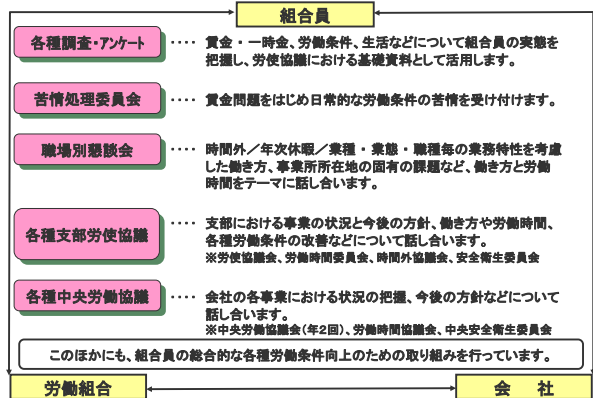 組合員
各種調査・アンケート ···· 賃金・一時金、労働条件、生活などについて組合員の実態を
把握し、労使協議における基礎資料として活用します。
苦情処理委員会 ···· 賃金問題をはじめ日常的な労働条件の苦情を受け付けます。
職場別懇談会 ···· 時間外／年次休暇／業種・業態・職種毎の業務特性を考慮
した働き方、事業所所在地の固有の課題など、働き方と労働
時間をテーマに話し合います。
各種支部労使協議 ···· 支部における事業の状況と今後の方針、働き方や労働時間、
各種労働条件の改善などについて話し合います。
※労使協議会、労働時間委員会、時間外協議会、安全衛生委員会
各種中央労働協議 ···· 会社の各事業における状況の把握、今後の方針などについて
話し合います。
※中央労働協議会（年２回）、労働時間協議会、中央安全衛生委員会
このほかにも、組合員の総合的な各種労働条件向上のための取り組みを行っています。
労働組合
会　社